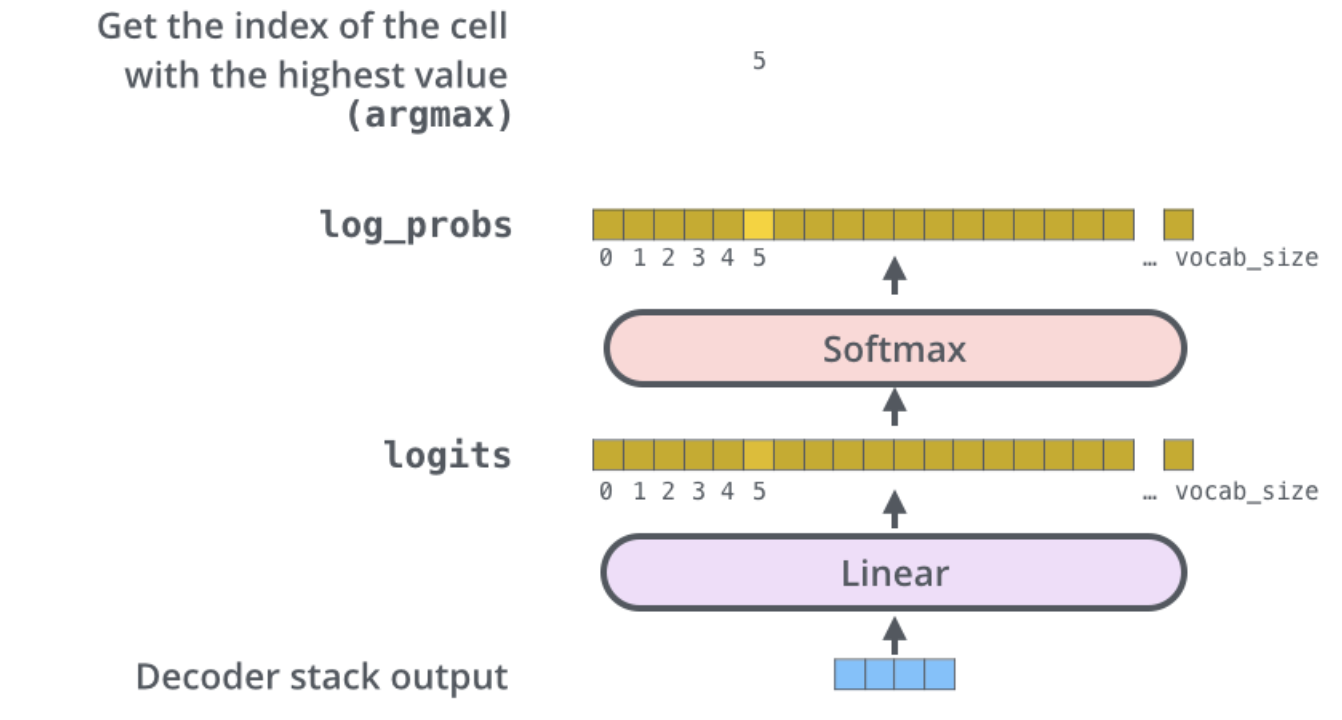 Get the index of the cell
with the highest value
(argmax)
5
log_probs
0 1 2 3 4 5 … vocab_size
Softmax
logits
0 1 2 3 4 5 … vocab_size
Linear
Decoder stack output